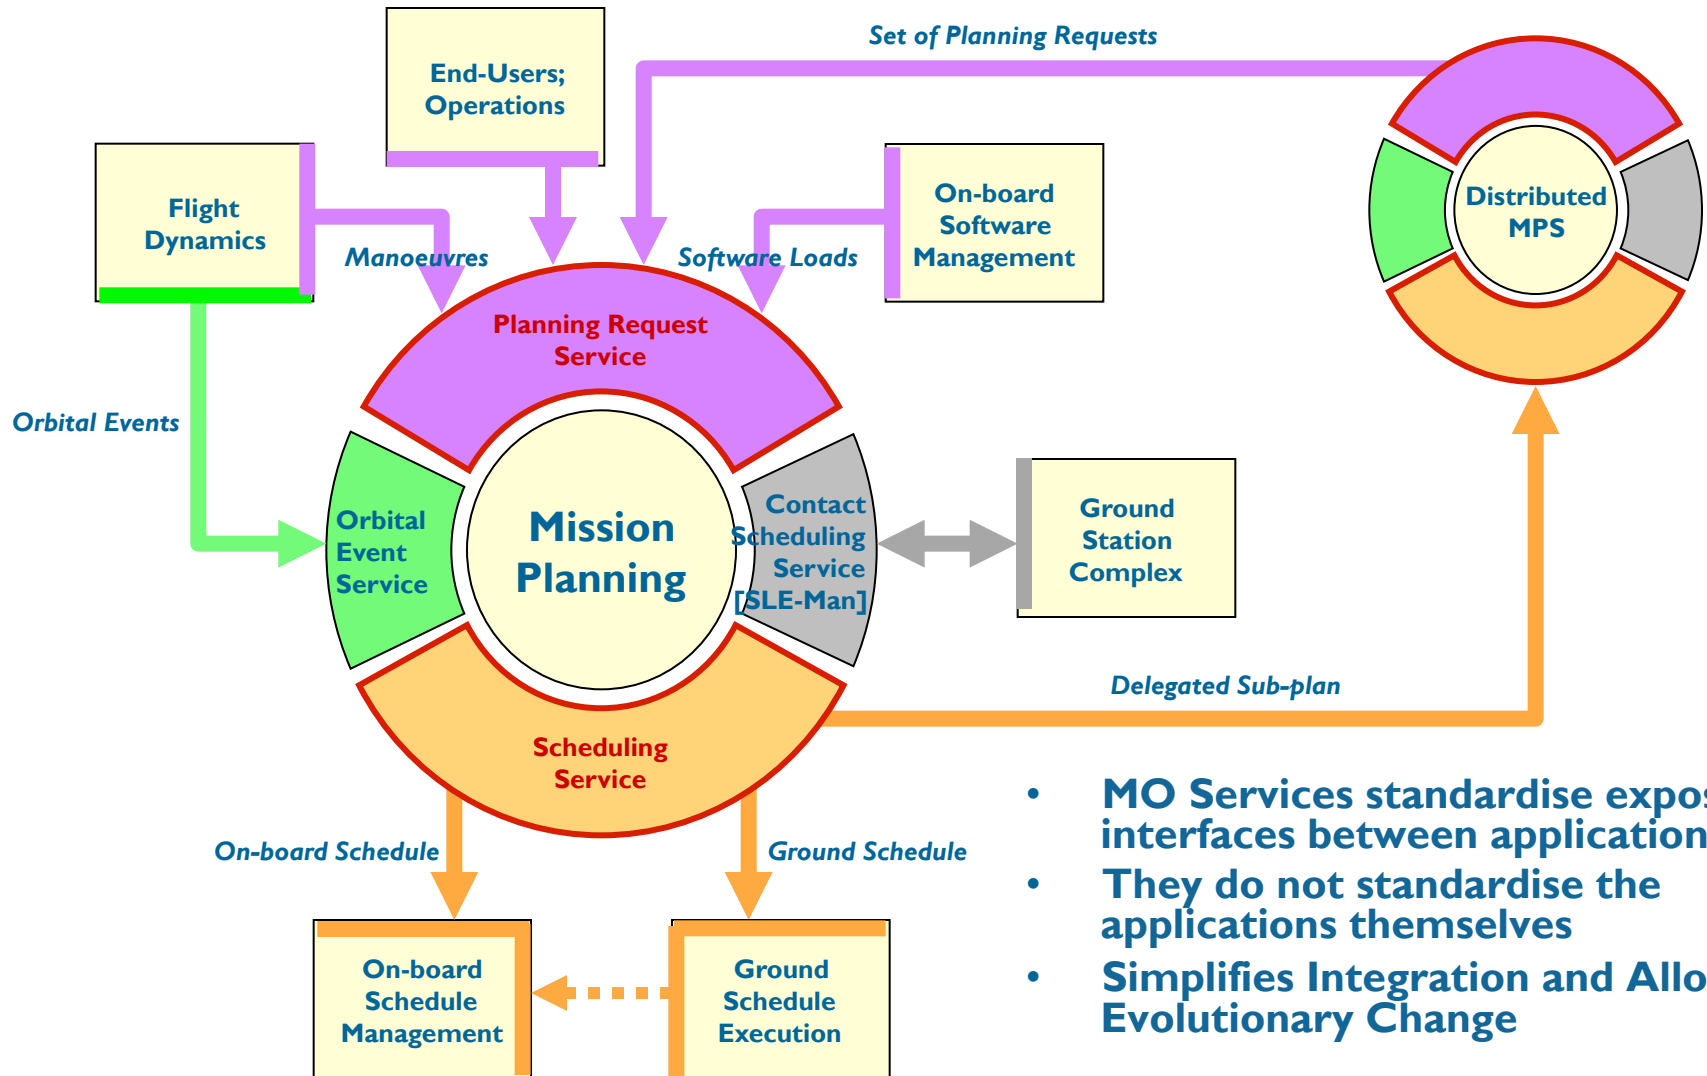 Set of Planning Requests
End-Users;
Operations
Flight
Dynamics
On-board
Software
Management
Distributed
MPS
Manoeuvres
Software Loads
Planning Request
Service
Orbital Events
Mission
Planning
Orbital
Event
Service
Contact
Scheduling
Service
[SLE-Man]
Ground
Station
Complex
Delegated Sub-plan
Scheduling
Service
On-board Schedule
Ground Schedule
On-board
Schedule
Management
Ground
Schedule
Execution
• MO Services standardise
interfaces between
• They do not standardise the
applications themselves
• Simplifies Integration and
Evolutionary Change